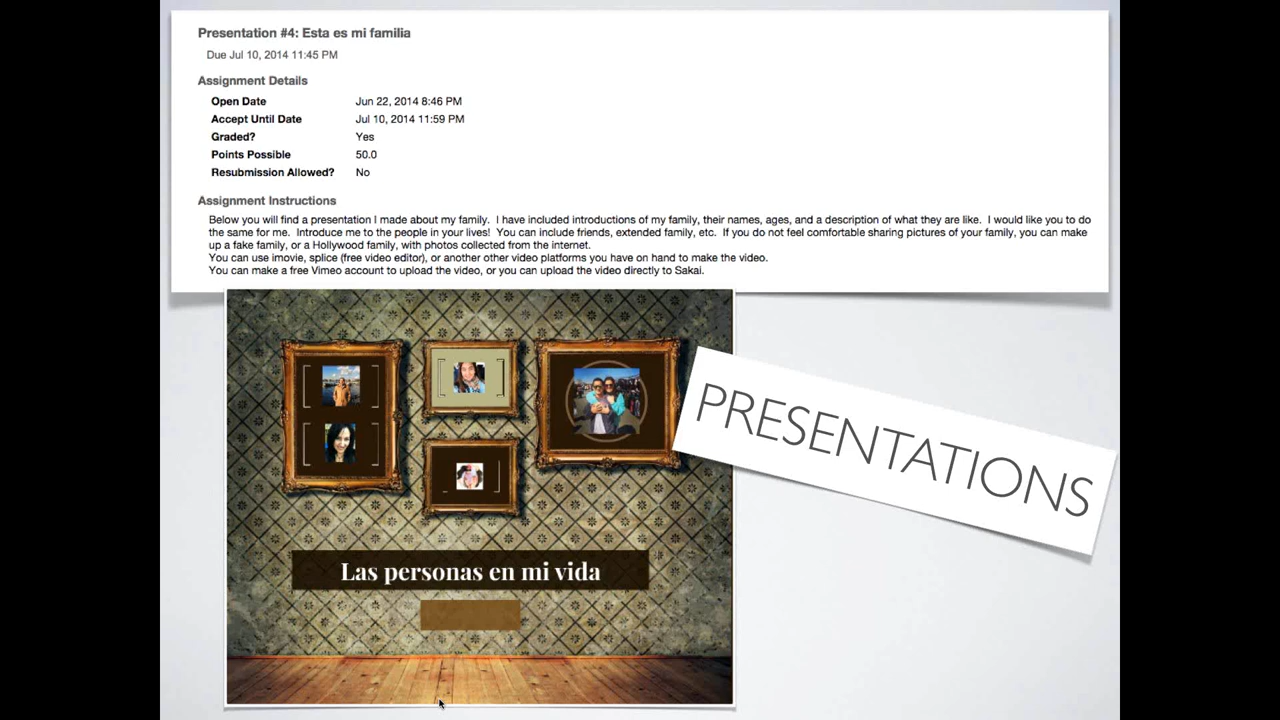 Presentation #4: Esta es mi familia
Due Jul 10, 2014 11:45 PM
Assignment Details
Open Date Jun 22, 2014 8:46 PM
Accept Until Date Jul 10, 2014 11:59 PM
Graded? Yes
Points Possible 50.0
Resubmission Allowed? No
Assignment Instructions
Below you will find a presentation I made about my family. I have included introductions of my family, their names, ages, and a description of what they are like. I would like you to do
the same for me. Introduce me to the people in your lives! You can include friends, extended family, etc. If you do not feel comfortable sharing pictures of your family, you can make
up a fake family, or a Hollywood family, with photos collected from the internet.
You can use imovie, splice (free video editor), or another other video platforms you have on hand to make the video.
You can make a free Vimeo account to upload the video, or you can upload the video directly to Sakai.
PRESENTATIONS
Las personas en mi vida